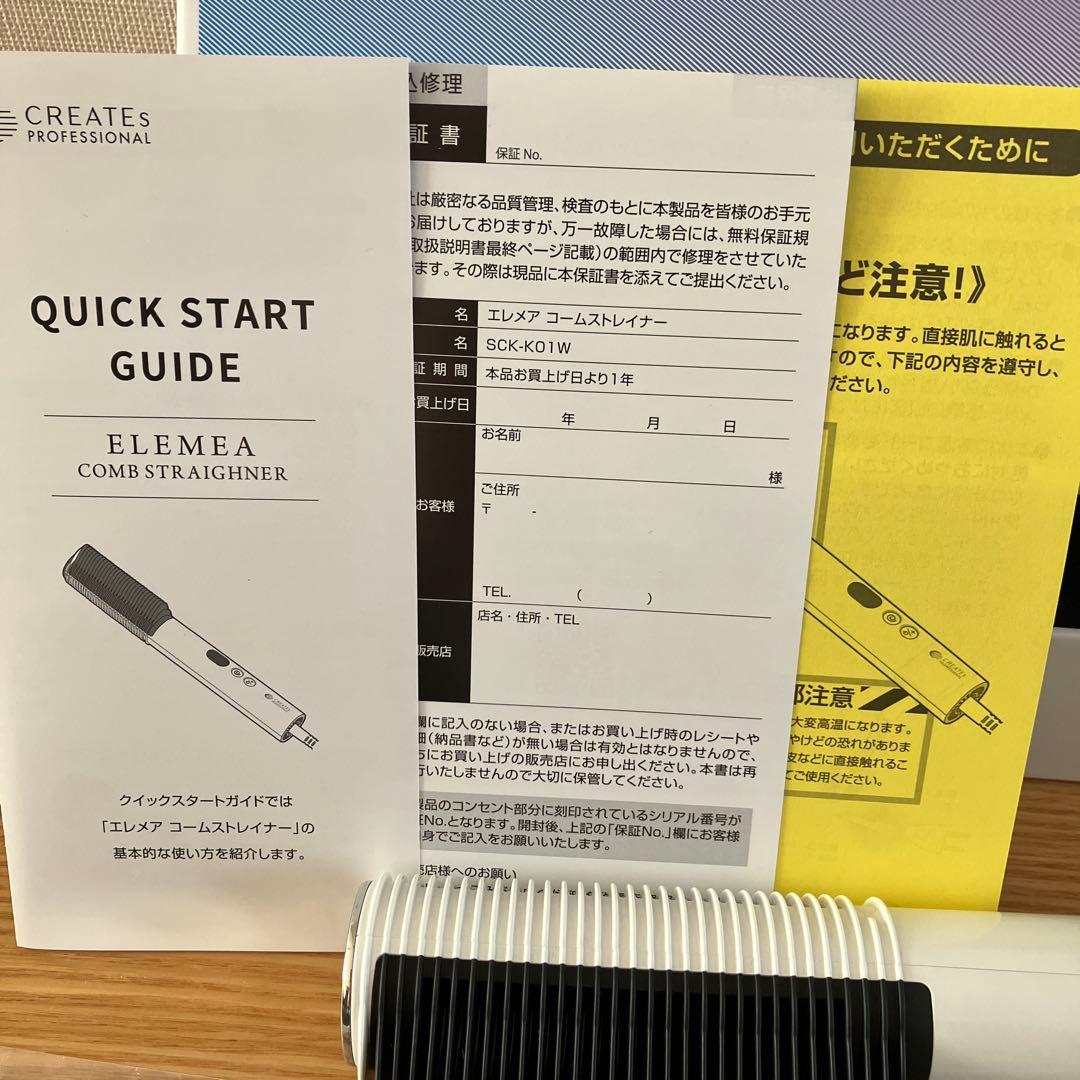 CREATEs
PROFESSIONAL
QUICK START
GUIDE
ELEMEA
COMB STRAIGHNER
CREATEs
クイックスタートガイドでは
「エレメア コームストレイナー」の
基本的な使い方を紹介します。
込修理
証書
保証 No.
は厳密なる品質管理、検査のもとに本製品を皆様のお手元
お届けしておりますが、万一故障した場合には、無料保証規
取扱説明書最終ページ記載)の範囲内で修理をさせていた
ます。その際は現品に本保証書を添えてご提出ください。
名 エレメア コームストレイナー
名 SCK-K01W
証期間 本品お買上げ日より1年
お買上げ日 年 月 日
お客様
お名前
様
ご住所
〒 -
TEL. ( )
販売店
店名・住所・TEL
欄に記入のない場合、またはお買い上げ時のレシートや
細(納品書など)が無い場合は有効とはなりませんので、
ちにお買い上げの販売店にお申し出ください。本書は再
行いたしませんので大切に保管してください。
製品のコンセント部分に刻印されているシリアル番号が
証No.となります。開封後、上記の「保証No.」欄にお客様
身でご記入をお願いいたします。
売店様へのお願い
いただくために
ど注意!》
になります。直接肌に触れると
すので、下記の内容を遵守し、
ださい。
CREATEs
PROFESSIONAL
部注意
大変高温になります。
やけどの恐れがありま
皮などに直接触れるこ
てご使用ください。